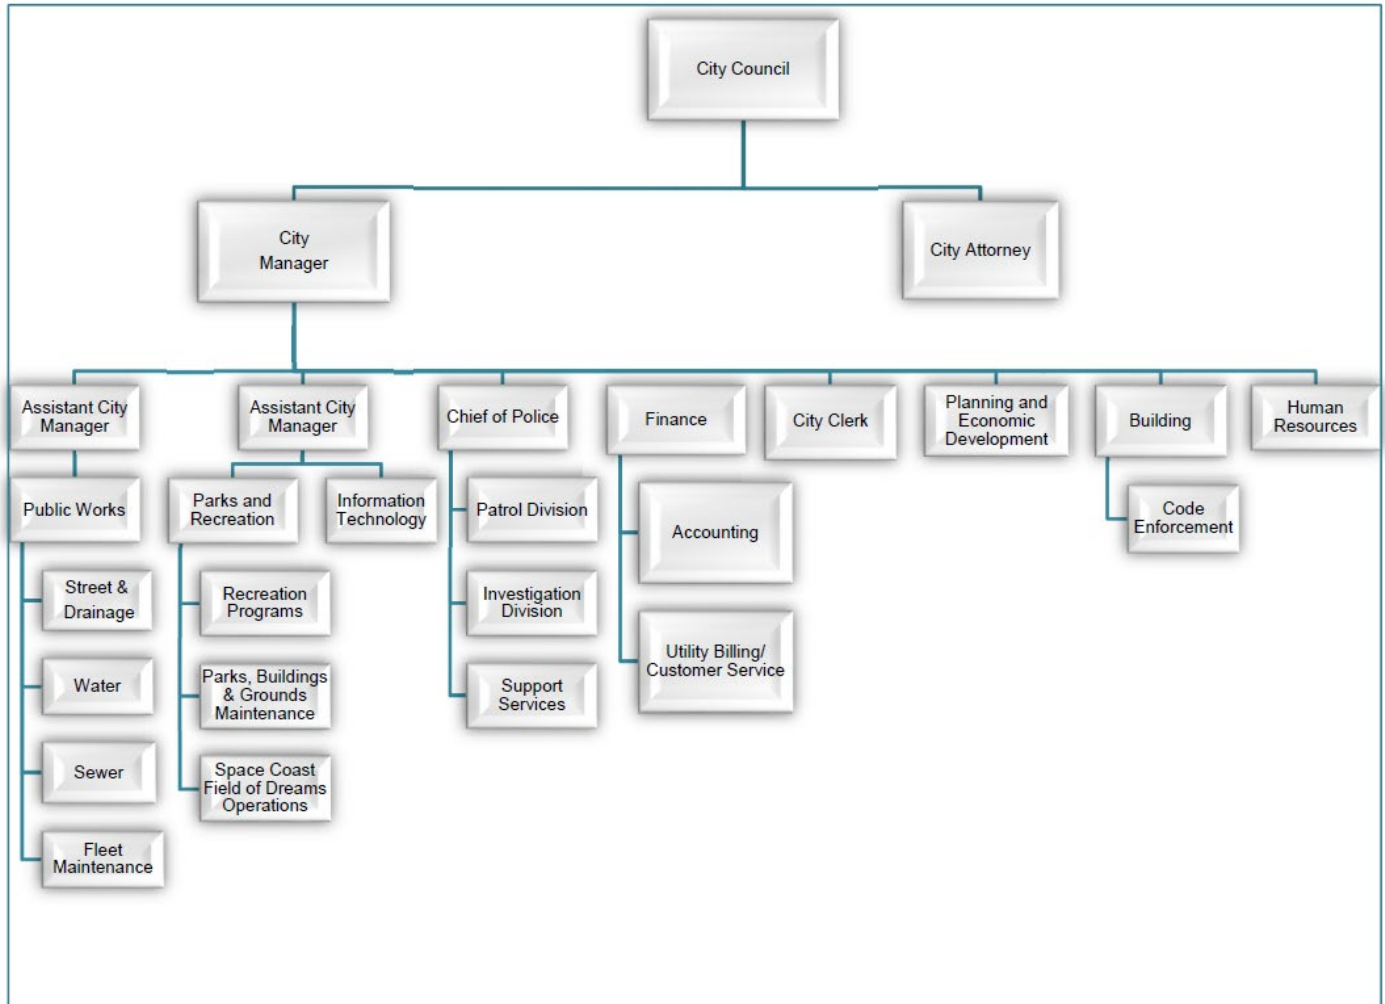 City Council
City
Manager
City Attorney
Assistant City
Manager
Assistant City
Manager
Chief of Police
Finance
City Clerk
Planning and
Economic
Development
Building
Human
Resources
Public Works
Parks and
Recreation
Information
Technology
Patrol Division
Accounting
Code
Enforcement
Street &
Drainage
Recreation
Programs
Investigation
Division
Utility Billing/
Customer Service
Water
Parks, Buildings
& Grounds
Maintenance
Support
Services
Sewer
Space Coast
Field of Dreams
Operations
Fleet
Maintenance